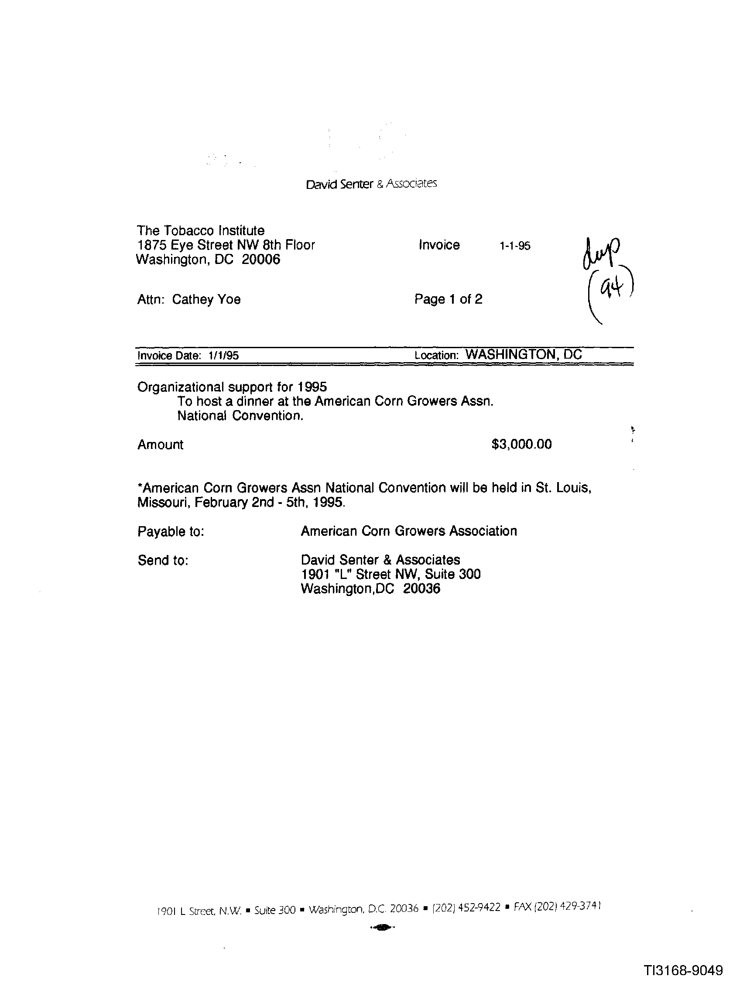 David Senter & Associates
The Tobacco Institute
1875 Eye Street NW 8th Floor
Washington, DC 20006
Invoice 1-1-95
dup
(94)
Attn: Cathey Yoe
Page 1 of 2
Invoice Date: 1/1/95
Location: WASHINGTON, DC
Organizational support for 1995
To host a dinner at the American Corn Growers Assn.
National Convention.
Amount $3,000.00
*American Corn Growers Assn National Convention will be held in St. Louis,
Missouri, February 2nd - 5th, 1995.
Payable to: American Corn Growers Association
Send to: David Senter & Associates
1901 "L" Street NW, Suite 300
Washington,DC 20036
1901 L Street, N.W. ▪ Suite 300 ▪ Washington, D.C. 20036 ▪ (202) 452-9422 ▪ FAX (202) 429-3741
TI3168-9049